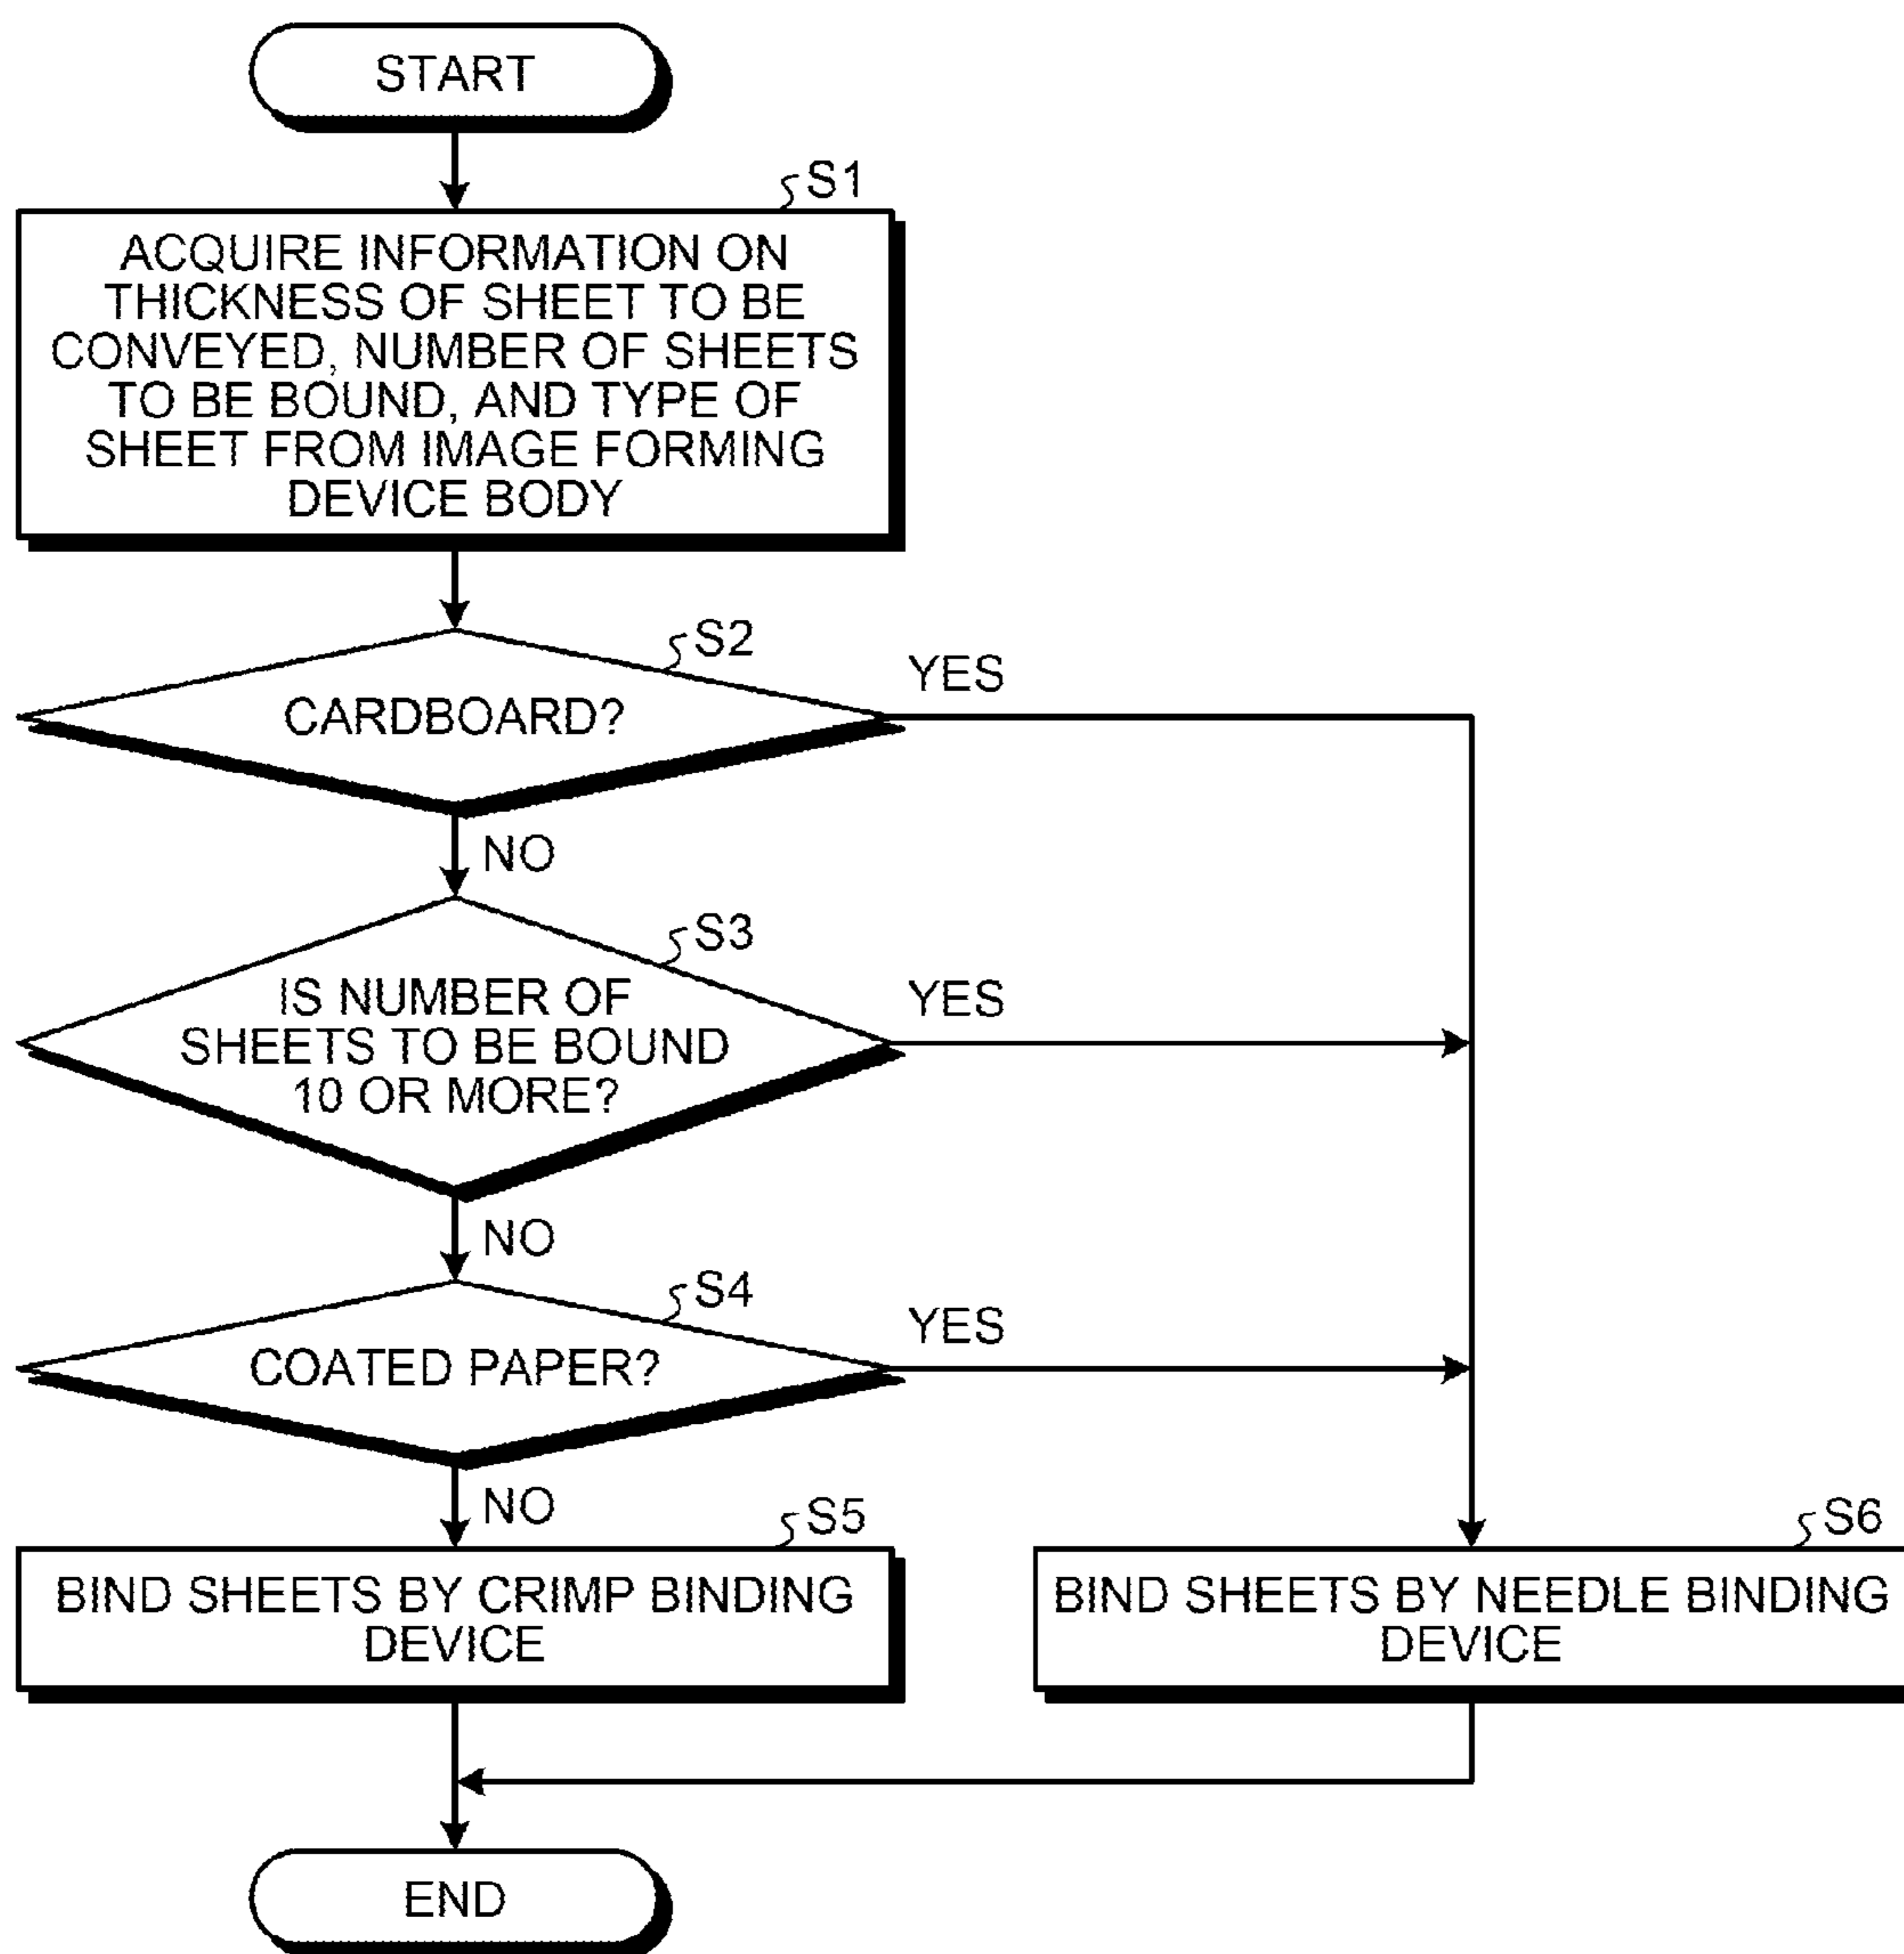 START
S1
ACQUIRE INFORMATION ON
THICKNESS OF SHEET TO BE
CONVEYED, NUMBER OF SHEETS
TO BE BOUND, AND TYPE OF
SHEET FROM IMAGE FORMING
DEVICE BODY
S2
YES
CARDBOARD?
NO
S3
YES
IS NUMBER OF
SHEETS TO BE BOUND
10 OR MORE?
NO
S4
YES
COATED PAPER?
NO
S5
BIND SHEETS BY CRIMP BINDING
DEVICE
S6
BIND SHEETS BY NEEDLE BINDING
DEVICE
END